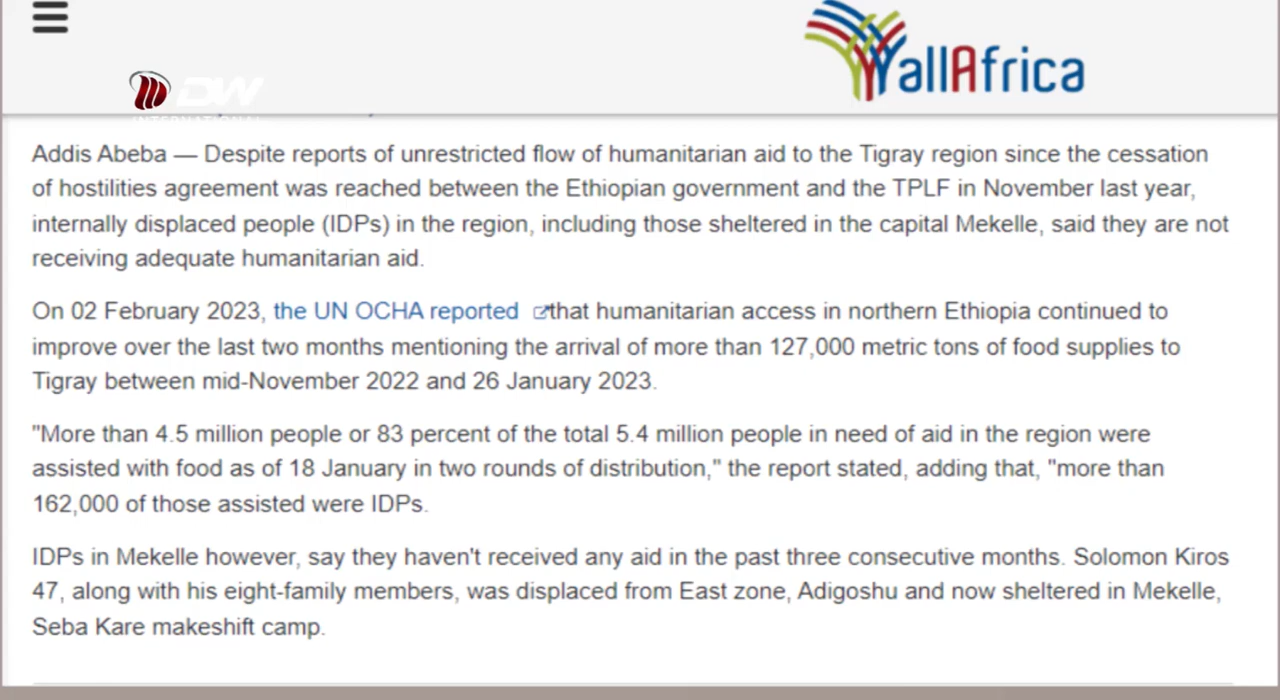 allAfrica
DW
INTERNATIONAL
Addis Abeba — Despite reports of unrestricted flow of humanitarian aid to the Tigray region since the cessation
of hostilities agreement was reached between the Ethiopian government and the TPLF in November last year,
internally displaced people (IDPs) in the region, including those sheltered in the capital Mekelle, said they are not
receiving adequate humanitarian aid.
On 02 February 2023, the UN OCHA reported that humanitarian access in northern Ethiopia continued to
improve over the last two months mentioning the arrival of more than 127,000 metric tons of food supplies to
Tigray between mid-November 2022 and 26 January 2023.
"More than 4.5 million people or 83 percent of the total 5.4 million people in need of aid in the region were
assisted with food as of 18 January in two rounds of distribution," the report stated, adding that, "more than
162,000 of those assisted were IDPs.
IDPs in Mekelle however, say they haven't received any aid in the past three consecutive months. Solomon Kiros
47, along with his eight-family members, was displaced from East zone, Adigoshu and now sheltered in Mekelle,
Seba Kare makeshift camp.